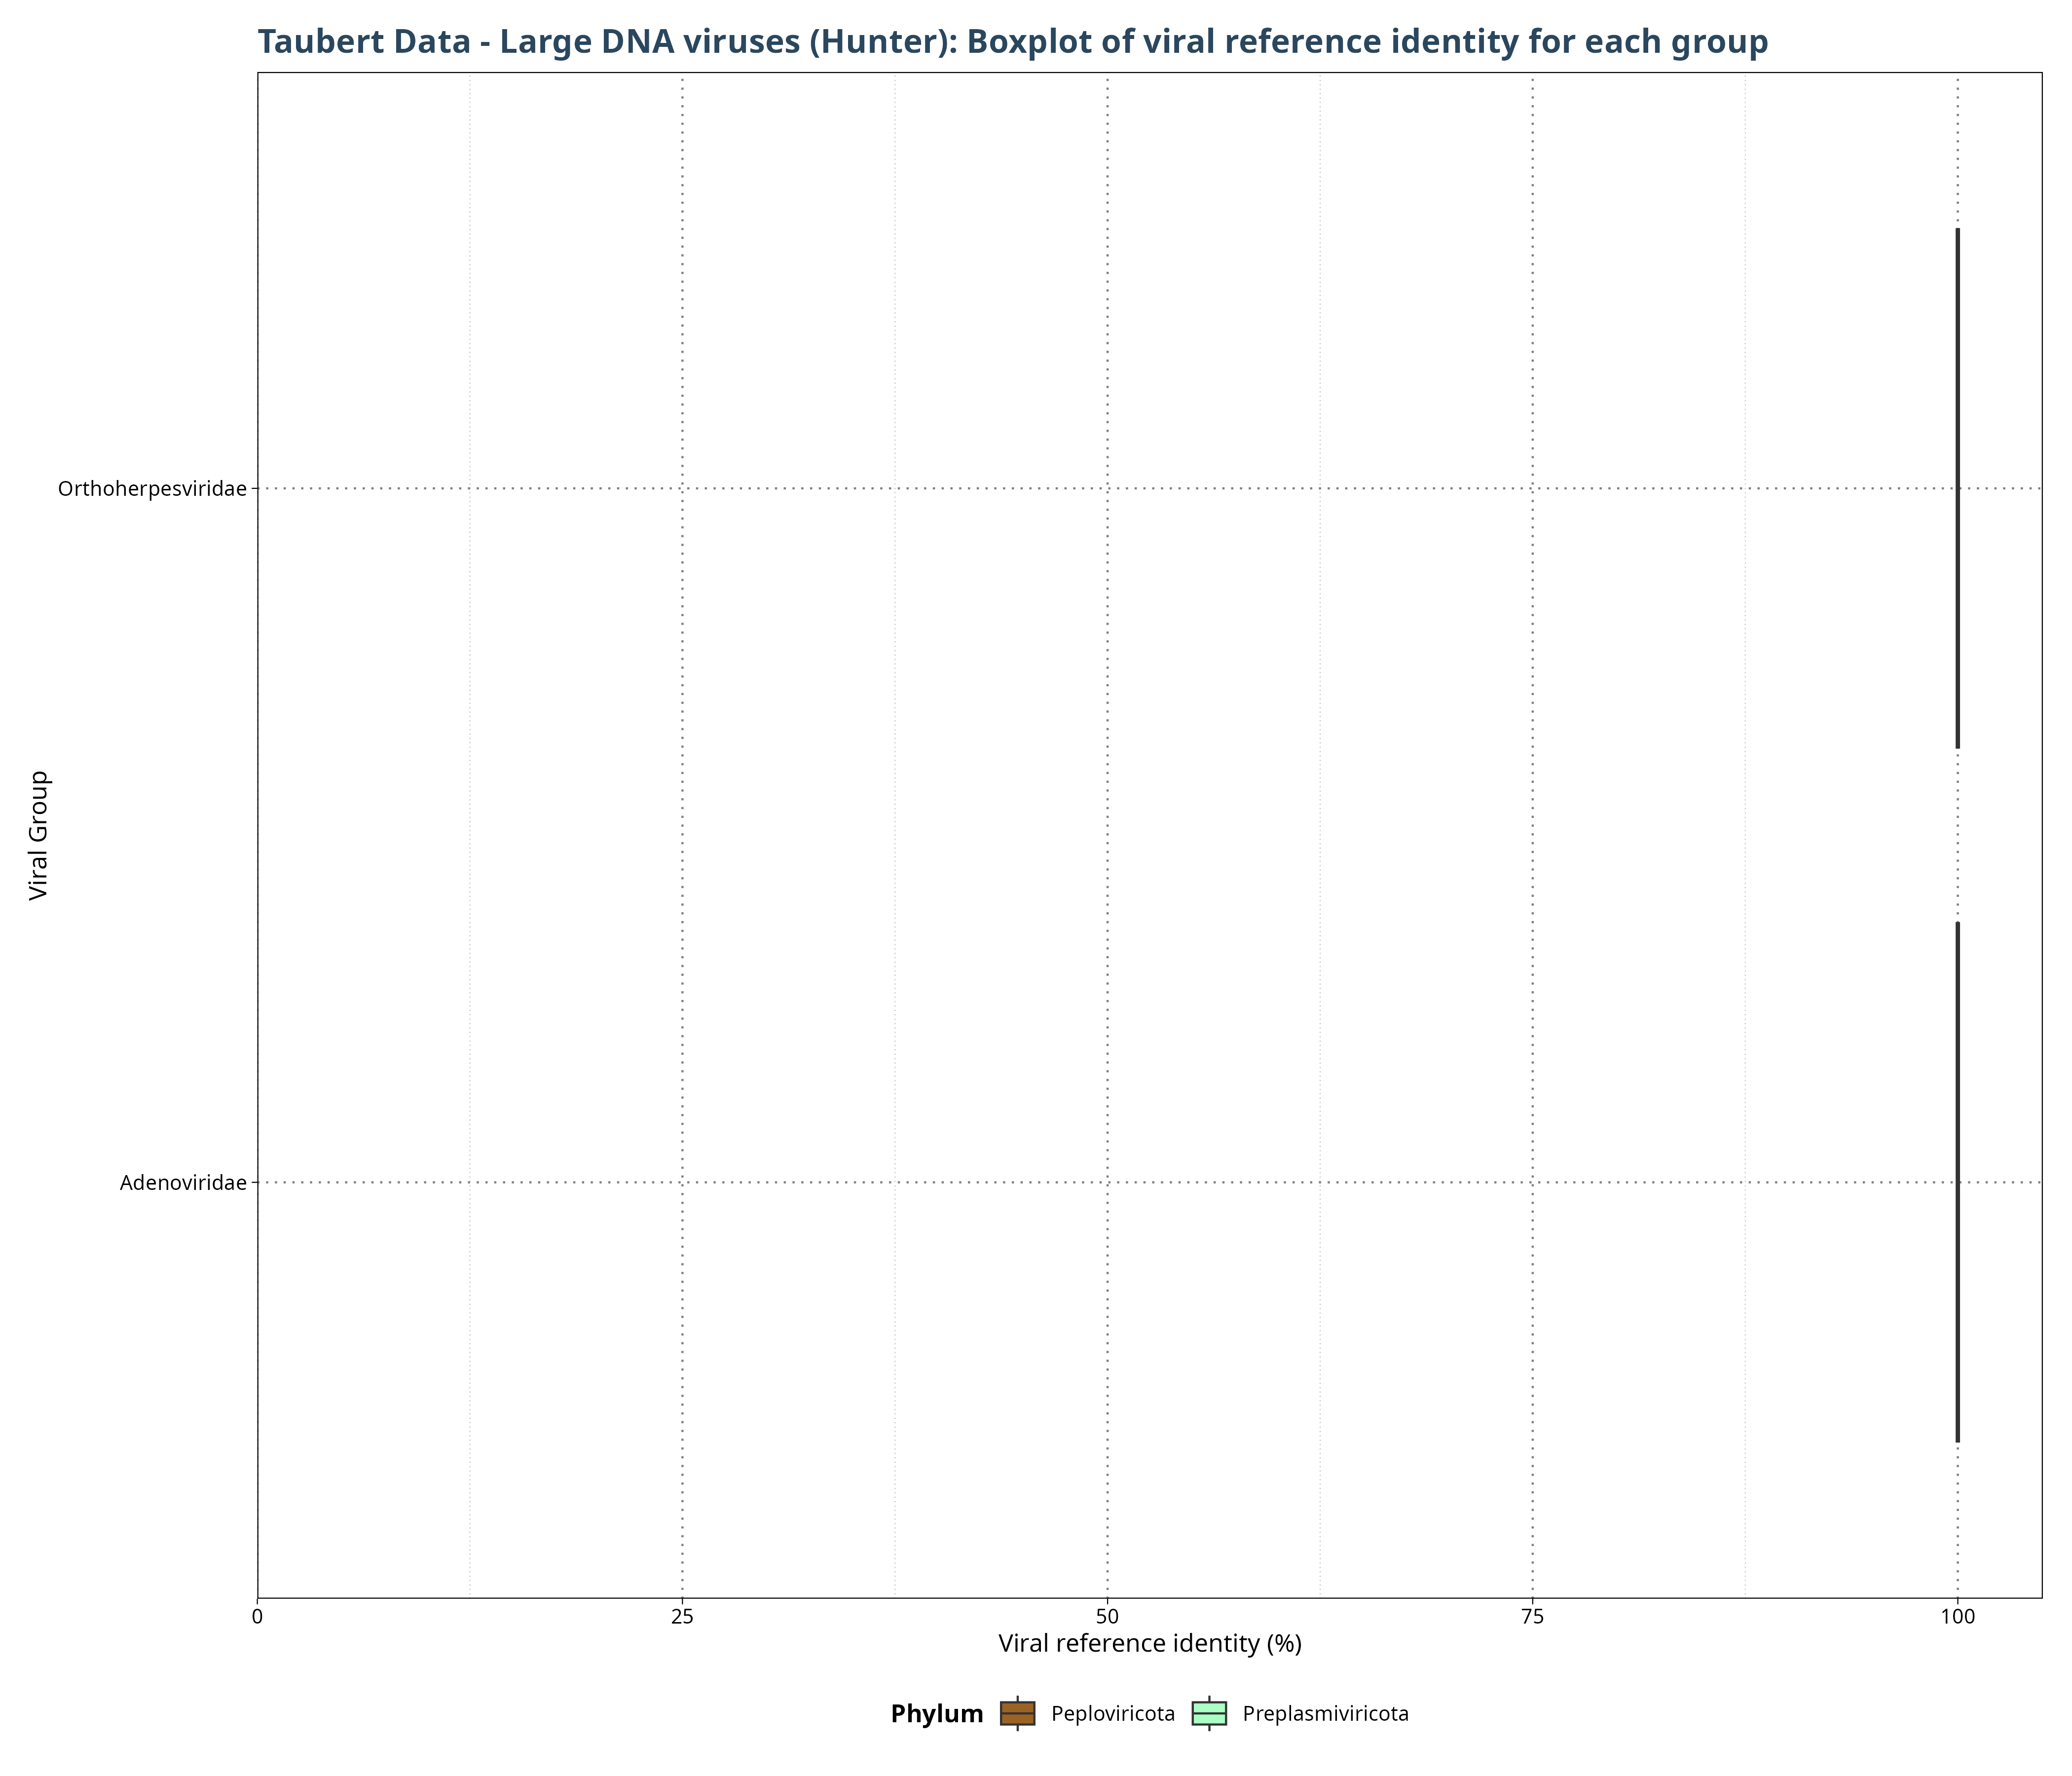 Taubert Data - Large DNA viruses (Hunter): Boxplot of viral reference identity for each group
Viral Group
Orthoherpesviridae
Adenoviridae
0 25 50 75 100
Viral reference identity (%)
Phylum Peploviricota Preplasmiviricota